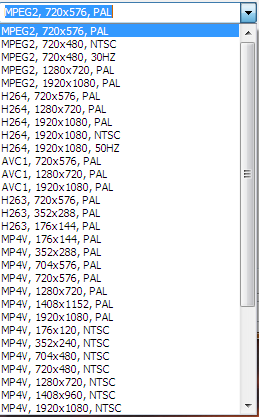 MPEG2, 720x576, PAL
MPEG2, 720x576, PAL
MPEG2, 720x480, NTSC
MPEG2, 720x480, 30HZ
MPEG2, 1280x720, PAL
MPEG2, 1920x1080, PAL
H264, 720x576, PAL
H264, 1280x720, PAL
H264, 1920x1080, PAL
H264, 1920x1080, NTSC
H264, 1920x1080, 50HZ
AVC1, 720x576, PAL
AVC1, 1280x720, PAL
AVC1, 1920x1080, PAL
H263, 720x576, PAL
H263, 352x288, PAL
H263, 176x144, PAL
MP4V, 176x144, PAL
MP4V, 352x288, PAL
MP4V, 704x576, PAL
MP4V, 720x576, PAL
MP4V, 1280x720, PAL
MP4V, 1408x1152, PAL
MP4V, 1920x1080, PAL
MP4V, 176x120, NTSC
MP4V, 352x240, NTSC
MP4V, 704x480, NTSC
MP4V, 720x480, NTSC
MP4V, 1280x720, NTSC
MP4V, 1408x960, NTSC
MP4V, 1920x1080, NTSC